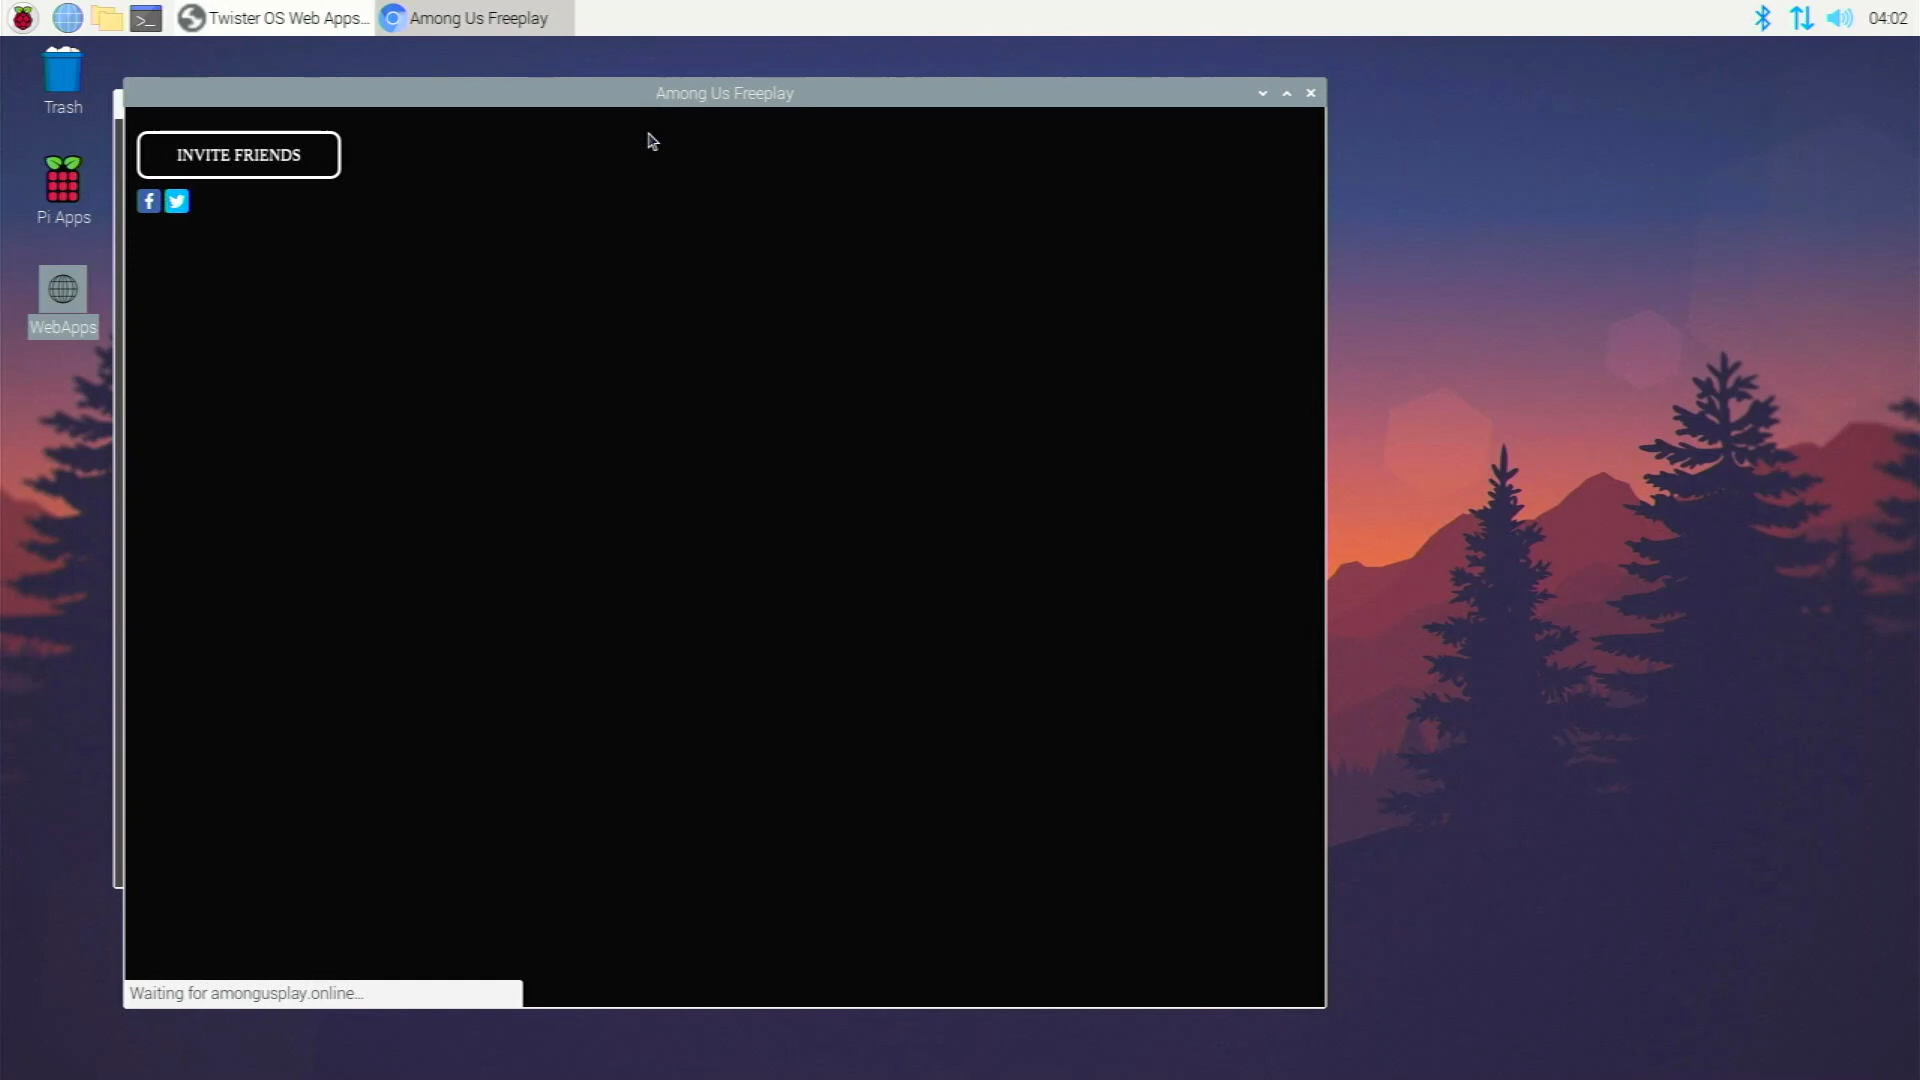 Twister OS Web Apps...
Among Us Freeplay
04:02
Trash
Pi Apps
WebApps
Among Us Freeplay
INVITE FRIENDS
Waiting for amongusplay.online...